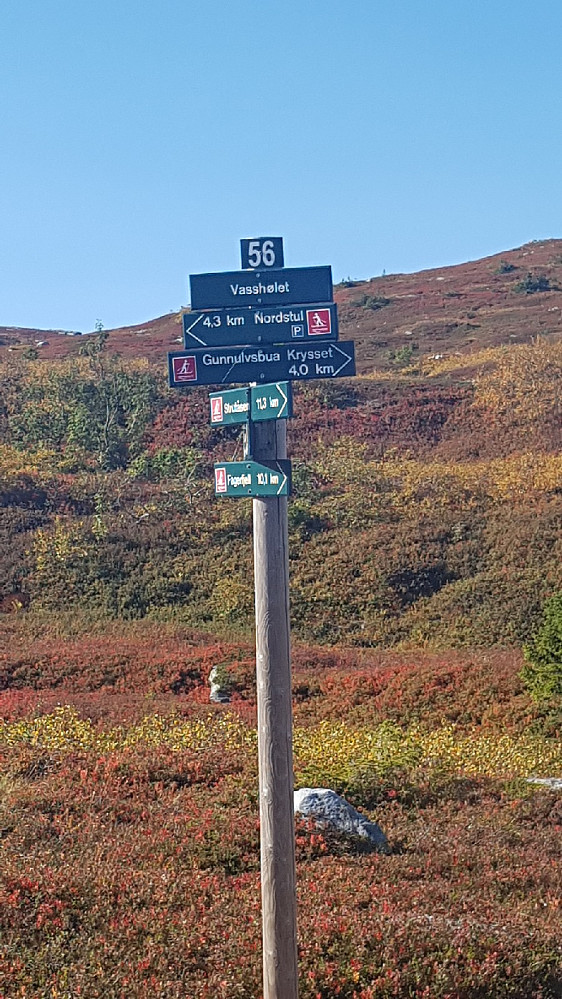 56
Vasshølet
4.3 km Nordstul
P
Gunnulvsbua Krysset
4,0 km
Strutåsen 11,3 km
Fagerfjell 10,1 km